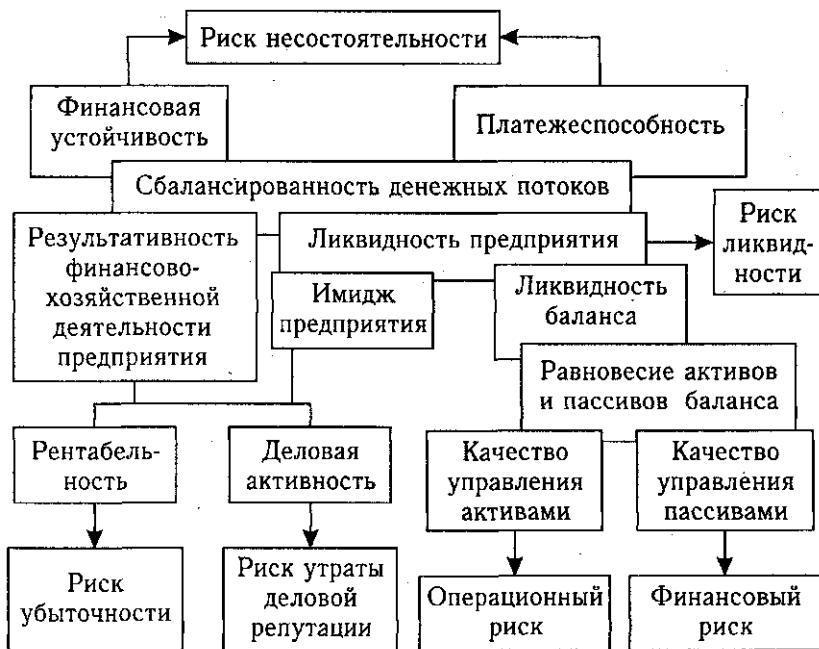 Риск несостоятельности
Финансовая
устойчивость
Платежеспособность
Сбалансированность денежных потоков
Результативность
финансово-
хозяйственной
деятельности
предприятия
Ликвидность предприятия
Риск
ликвид-
ности
Имидж
предприятия
Ликвидность
баланса
Равновесие активов
и пассивов баланса
Рентабель-
ность
Деловая
активность
Качество
управления
активами
Качество
управления
пассивами
Риск
убыточности
Риск утраты
деловой
репутации
Операционный
риск
Финансовый
риск